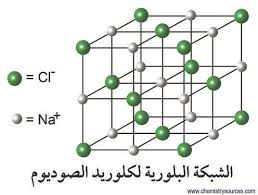 = Cl-
= Na+
الشبكة البلورية لكلوريد الصوديوم
www.chemistrysources.com